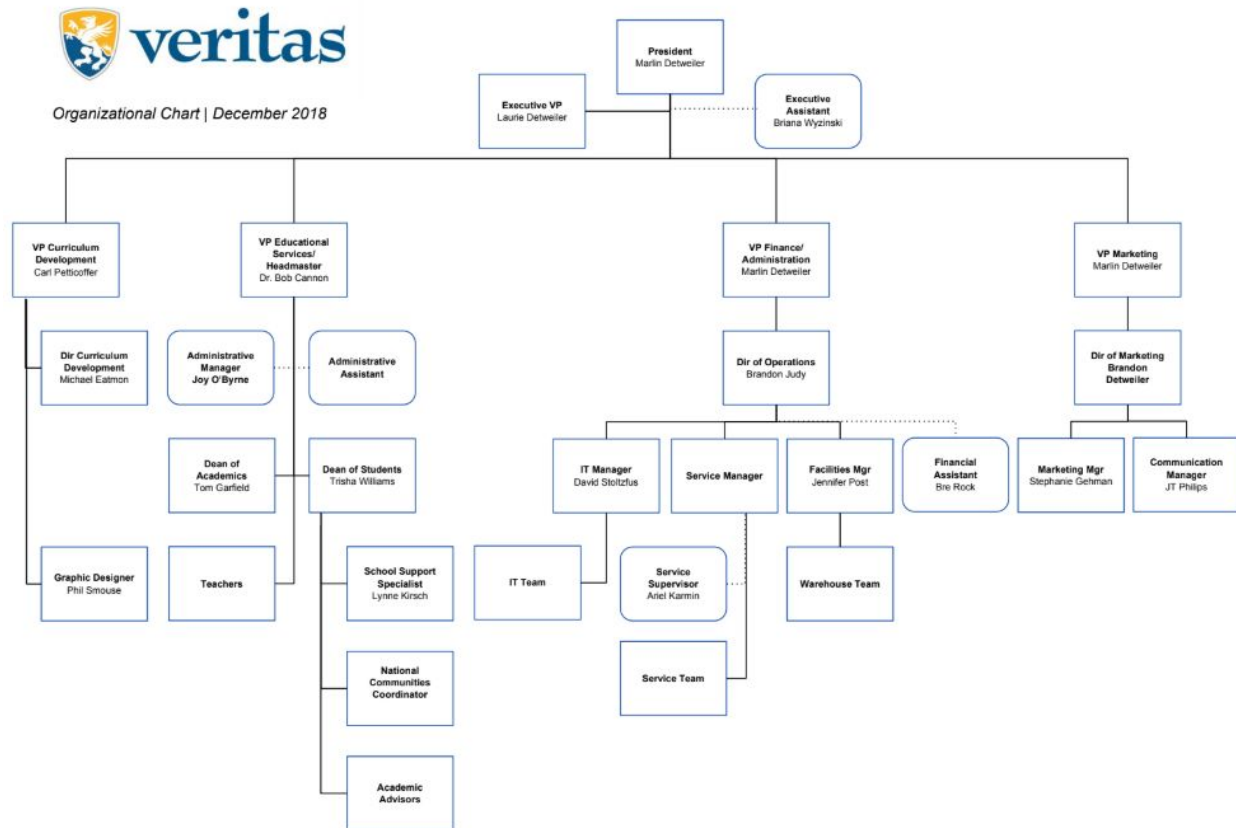 veritas
Organizational Chart | December 2018
President
Marlin Detweiler
Executive VP
Laurie Detweiler
Executive
Assistant
Briana Wyzinski
VP Curriculum
Development
Carl Petticoffer
VP Educational
Services/
Headmaster
Dr. Bob Cannon
VP Finance/
Administration
Marlin Detweiler
VP Marketing
Marlin Detweiler
Dir Curriculum
Development
Michael Eatmon
Administrative
Manager
Joy O'Byrne
Administrative
Assistant
Dir of Operations
Brandon Judy
Dir of Marketing
Brandon
Detweiler
Dean of
Academics
Tom Garfield
Dean of Students
Trisha Williams
IT Manager
David Stoltzfus
Service Manager
Facilities Mgr
Jennifer Post
Financial
Assistant
Bre Rock
Marketing Mgr
Stephanie Gehman
Communication
Manager
JT Philips
Graphic Designer
Phil Smouse
Teachers
School Support
Specialist
Lynne Kirsch
IT Team
Service
Supervisor
Ariel Karmin
Warehouse Team
National
Communities
Coordinator
Service Team
Academic
Advisors